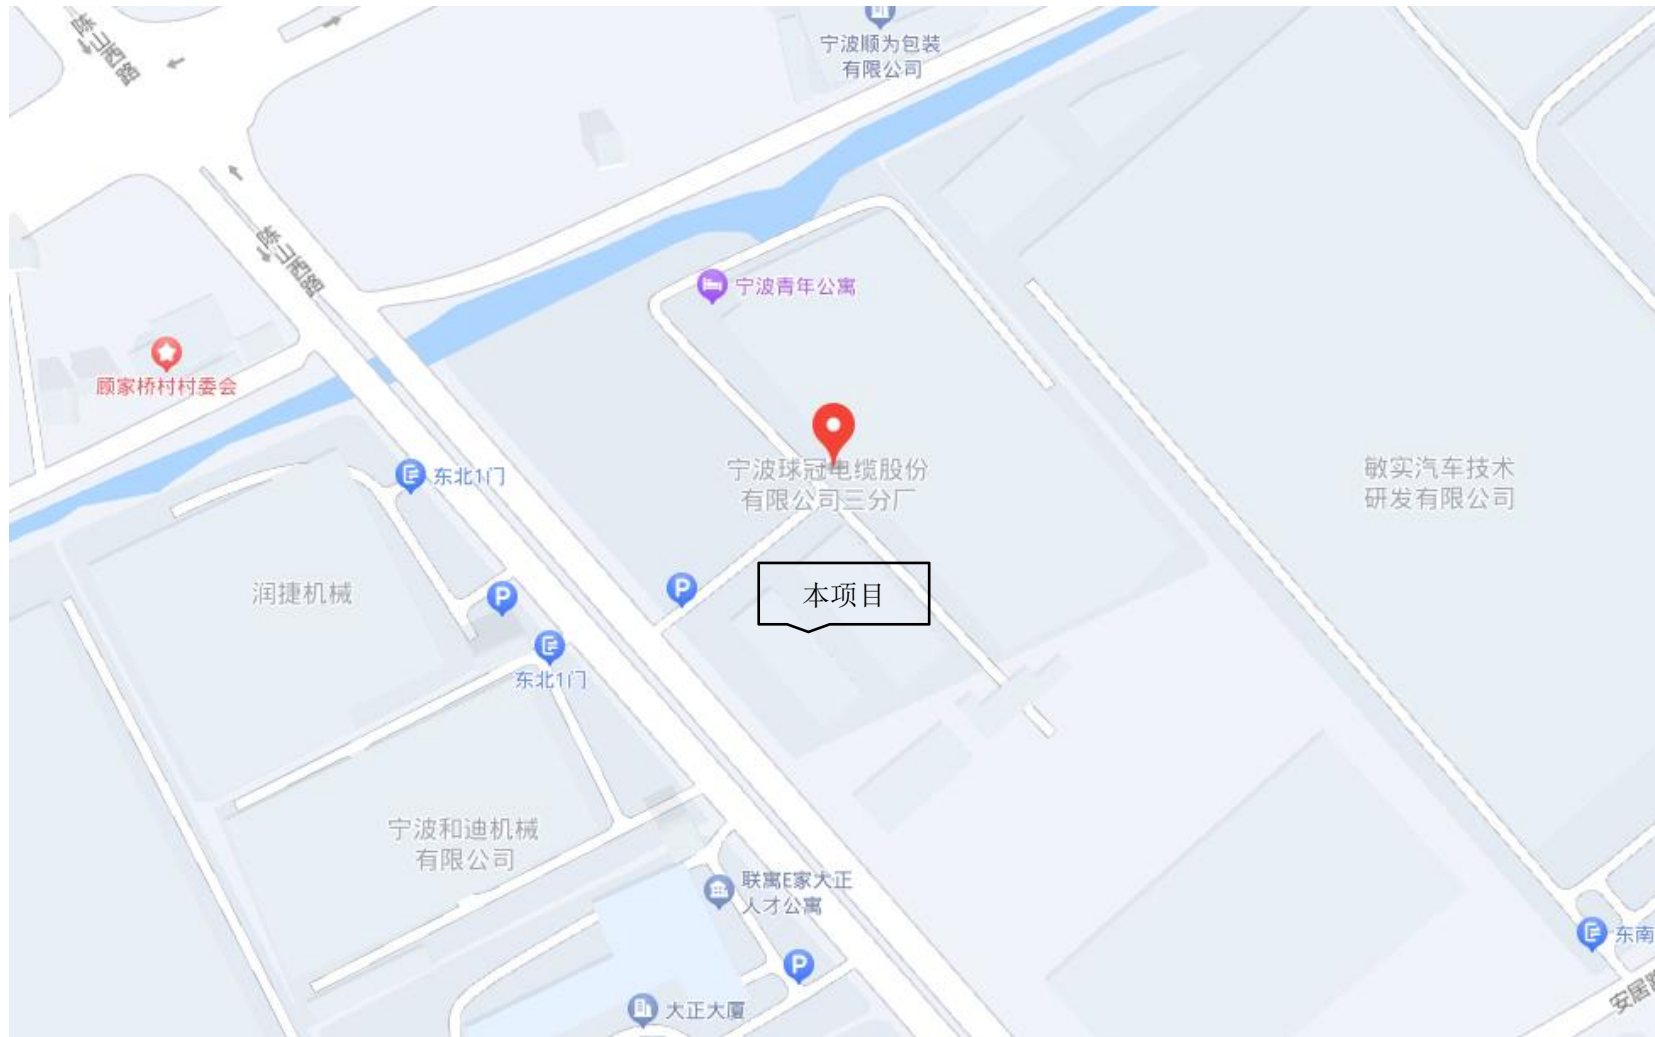 陈山西路
宁波顺为包装
有限公司
陈山西路
宁波青年公寓
顾家桥村村委会
东北1门
宁波球冠电缆股份
有限公司三分厂
敏实汽车技术
研发有限公司
润捷机械
P
P
本项目
东北1门
宁波和迪机械
有限公司
联寓E家大正
人才公寓
东南
P
大正大厦
安居路